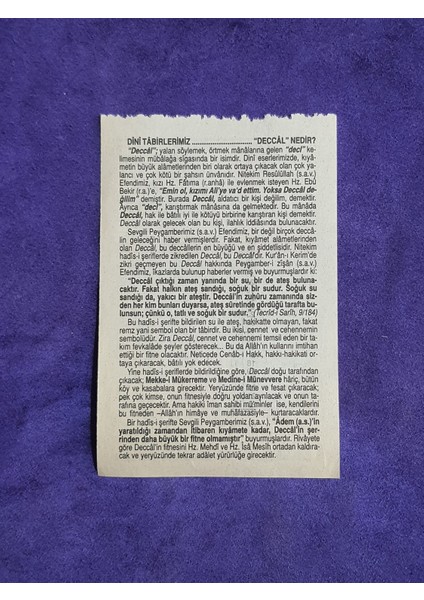 DİNÎ TÂBİRLERİMİZ ........................ "DECCÂL" NEDİR?
"Deccâl"; yalan söylemek, örtmek mânâlarına gelen "decl" ke-
limesinin mübâlağa sîgasında bir isimdir. Dinî eserlerimizde, kıyâ-
metin büyük alâmetlerinden biri olarak ortaya çıkacak olan çok ya-
lancı ve çok kötü bir şahsın ünvânıdır. Nitekim Resûlüllah (s.a.v.)
Efendimiz, kızı Hz. Fâtıma (r.anhâ) ile evlenmek isteyen Hz. Ebû
Bekir (r.a.)'e, "Emin ol, kızımı Ali'ye va'd ettim. Yoksa Deccâl de-
ğilim" demiştir. Burada Deccâl, aldatıcı bir kişi değilim, demektir.
Ayrıca "decl", karıştırmak mânâsına da gelmektedir. Bu mânâda
Deccâl, hak ile bâtılı iyi ile kötüyü birbirine karıştıran kişi demektir.
Deccâl olarak gelecek olan bu kişi, ilahlık iddiâsında bulunacaktır.
Sevgili Peygamberimiz (s.a.v.) Efendimiz, bir değil birçok deccâ-
lin geleceğini haber vermişlerdir. Fakat, kıyamet alâmetlerinden
olan Deccâl, bu deccâllerin en büyüğü ve en şiddetlisidir. Nitekim
hadîs-i şeriflerde zikredilen Deccâl, bu Deccâl'dir. Kur'ân-ı Kerim'de
zikri geçmeyen bu Deccâl hakkında Peygamber-i zîşân (s.a.v.)
Efendimiz, ikazlarda bulunup haberler vermiş ve buyurmuşlardır ki:
"Deccâl çıktığı zaman yanında bir su, bir de ateş buluna-
caktır. Fakat halkın ateş sandığı, soğuk sudur. Soğuk su
sandığı da, yakıcı bir ateştir. Deccâl'in zuhûru zamanında siz-
den her kim bunları duyarsa, ateş sûretinde gördüğü tarafta bu-
lunsun; çünkü o, tatlı ve soğuk bir sudur." (Tecrîd-i Sarîh, 9/184)
Bu hadîs-i şerîfte bildirilen su ile ateş, hakikatte olmayan, fakat
remz yani sembol olan bir tâbirdir. Bu ikisi, cennet ve cehennemin
sembolüdür. Zira Deccâl, cennet ve cehennemi temsil eden bir ta-
kım fevkalâde şeyler gösterecek... Bu da Allâh'ın kullarını imtihan
ettiği bir fitne olacaktır. Neticede Cenâb-ı Hakk, hakkı-hakikati or-
taya çıkaracak, bâtılı yok edecek.
Yine hadîs-i şeriflerde bildirildiğine göre, Deccâl doğu tarafından
çıkacak; Mekke-i Mükerreme ve Medîne-i Münevvere hâriç, bütün
köy ve kasabalara girecektir. Yeryüzünde fitne ve fesat çıkaracak;
pek çok kimse, onun fitnesiyle doğru yoldan ayrılacak ve onun ta-
rafına geçecektir. Ama hakiki îman sahibi mü'minler ise, kendilerini
bu fitneden –Allâh'ın himâye ve muhâfazasıyle– kurtaracaklardır.
Bir hadîs-i şerîfte Sevgili Peygamberimiz (s.a.v.), "Âdem (a.s.)'in
yaratıldığı zamandan itibaren kıyâmete kadar, Deccâl'in şer-
rinden daha büyük bir fitne olmamıştır" buyurmuşlardır. Rivâyete
göre Deccâl'in fitnesini Hz. Mehdî ve Hz. Îsâ Mesîh ortadan kaldıra-
cak ve yeryüzünde tekrar adâlet yürürlüğe girecektir.